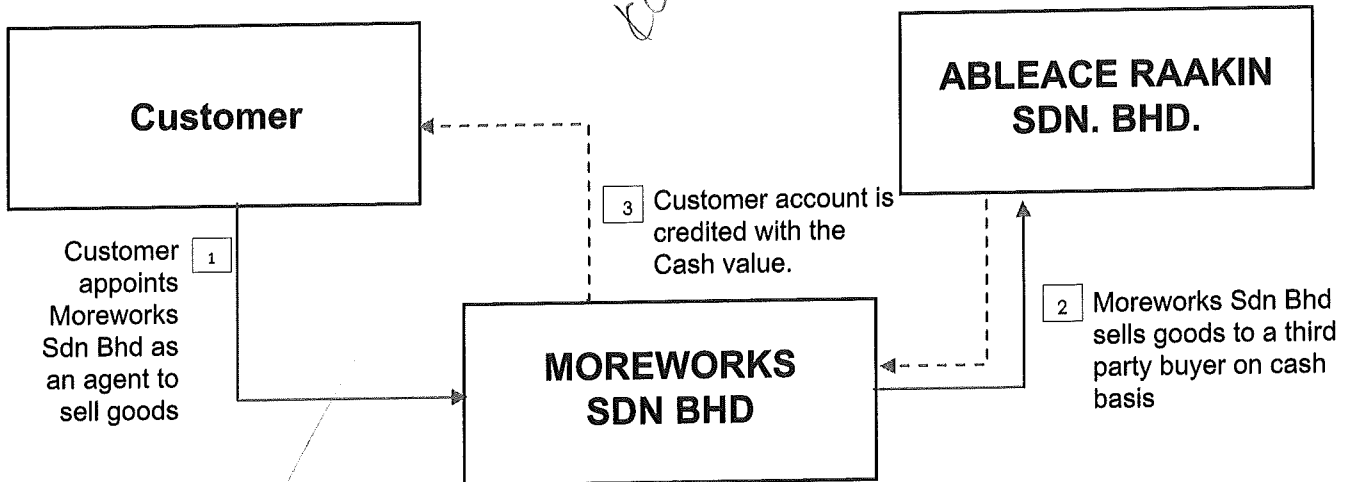 Customer
ABLEACE RAAKIN
SDN. BHD.
Customer
appoints
Moreworks
Sdn Bhd as
an agent to
sell goods
1
3
Customer account is
credited with the
Cash value.
MOREWORKS
SDN BHD
2
Moreworks Sdn Bhd
sells goods to a third
party buyer on cash
basis